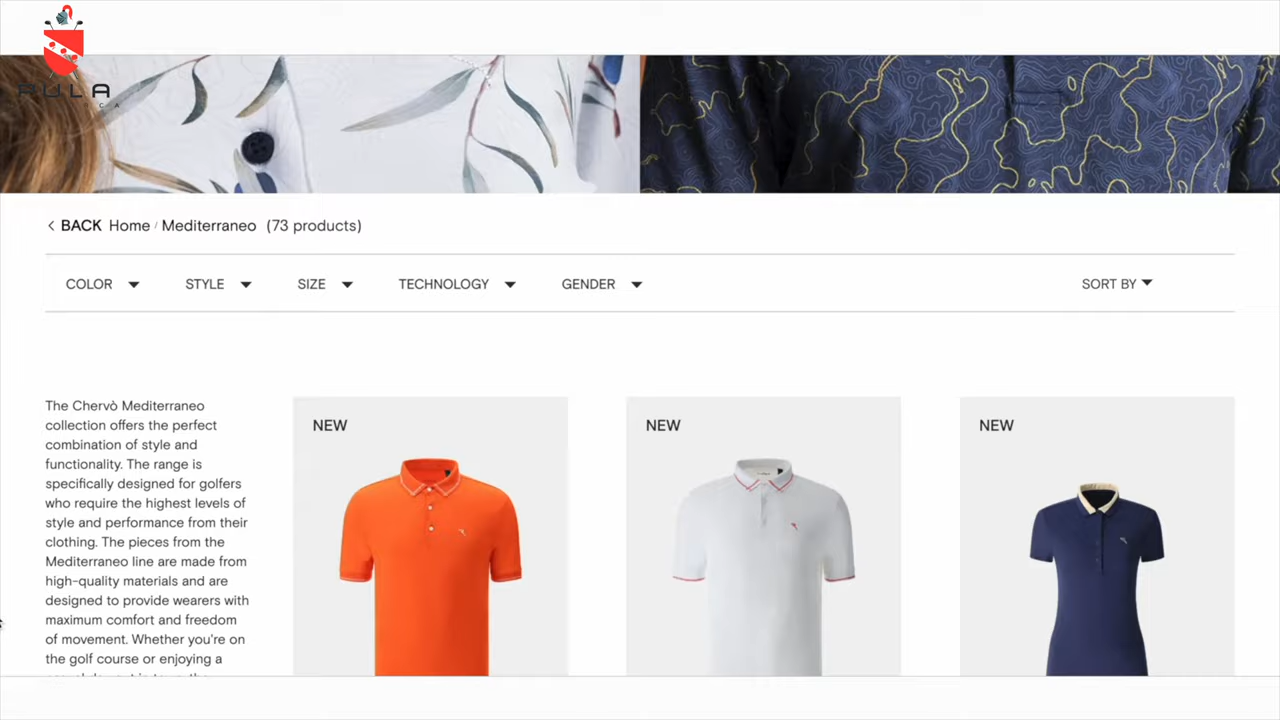 PULA
CA
BACK Home / Mediterraneo (73 products)
COLOR STYLE SIZE TECHNOLOGY GENDER SORT BY
The Chervò Mediterraneo
collection offers the perfect
combination of style and
functionality. The range is
specifically designed for golfers
who require the highest levels of
style and performance from their
clothing. The pieces from the
Mediterraneo line are made from
high-quality materials and are
designed to provide wearers with
maximum comfort and freedom
of movement. Whether you're on
the golf course or enjoying a
NEW
NEW
NEW